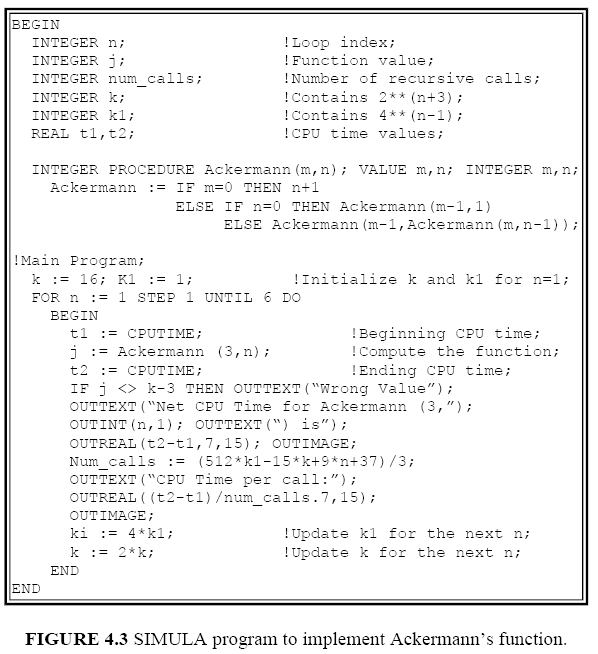 BEGIN
INTEGER n; !Loop index;
INTEGER j; !Function value;
INTEGER num_calls; !Number of recursive calls;
INTEGER k; !Contains 2**(n+3);
INTEGER k1; !Contains 4**(n-1);
REAL t1,t2; !CPU time values;
INTEGER PROCEDURE Ackermann(m,n); VALUE m,n; INTEGER m,n;
Ackermann := IF m=0 THEN n+1
ELSE IF n=0 THEN Ackermann(m-1,1)
ELSE Ackermann(m-1,Ackermann(m,n-1));
!Main Program;
k := 16; K1 := 1; !Initialize k and k1 for n=1;
FOR n := 1 STEP 1 UNTIL 6 DO
BEGIN
t1 := CPUTIME; !Beginning CPU time;
j := Ackermann (3,n); !Compute the function;
t2 := CPUTIME; !Ending CPU time;
IF j <> k-3 THEN OUTTEXT(“Wrong Value”);
OUTTEXT(“Net CPU Time for Ackermann (3,”);
OUTINT(n,1); OUTTEXT(“) is”);
OUTREAL(t2-t1,7,15); OUTIMAGE;
Num_calls := (512*k1-15*k+9*n+37)/3;
OUTTEXT(“CPU Time per call:”);
OUTREAL((t2-t1)/num_calls.7,15);
OUTIMAGE;
ki := 4*k1; !Update k1 for the next n;
k := 2*k; !Update k for the next n;
END
END
FIGURE 4.3 SIMULA program to implement Ackermann’s function.